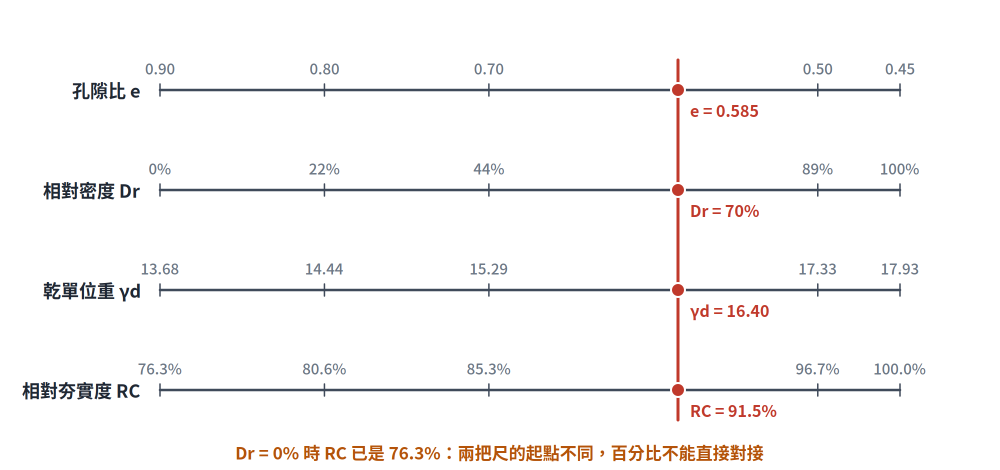 0.90 0.80 0.70 0.50 0.45
孔隙比 e
e = 0.585
0% 22% 44% 89% 100%
相對密度 Dr
Dr = 70%
13.68 14.44 15.29 17.33 17.93
乾單位重 γd
γd = 16.40
76.3% 80.6% 85.3% 96.7% 100.0%
相對夯實度 RC
RC = 91.5%
Dr = 0% 時 RC 已是 76.3%：兩把尺的起點不同，百分比不能直接對接